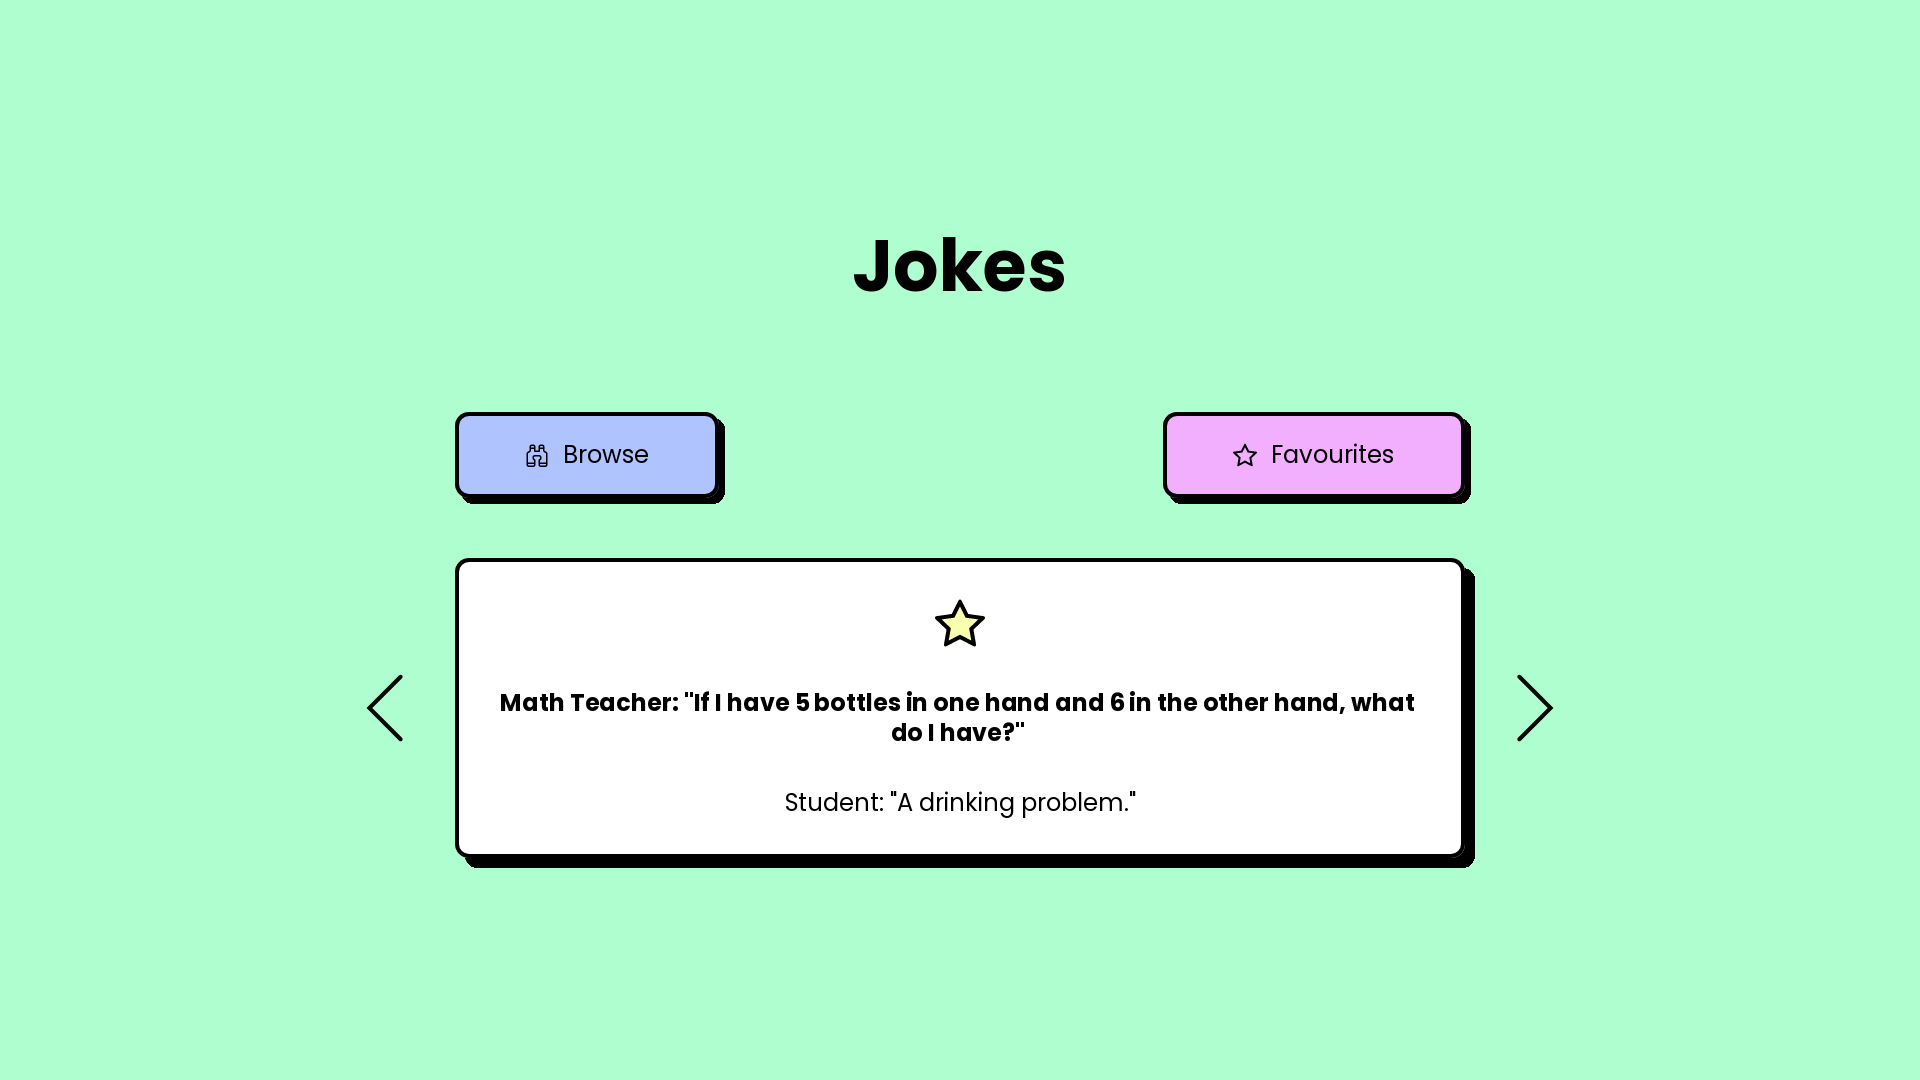 Jokes
Browse
Favourites
Math Teacher: "If I have 5 bottles in one hand and 6 in the other hand, what
do I have?"
Student: "A drinking problem."